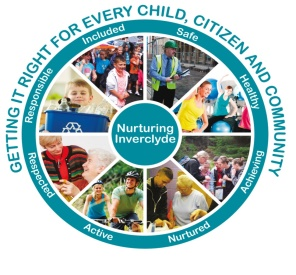 GETTING IT RIGHT FOR EVERY CHILD, CITIZEN AND COMMUNITY
Included
Safe
Healthy
Achieving
Nurtured
Active
Respected
Responsible
Nurturing
Inverclyde